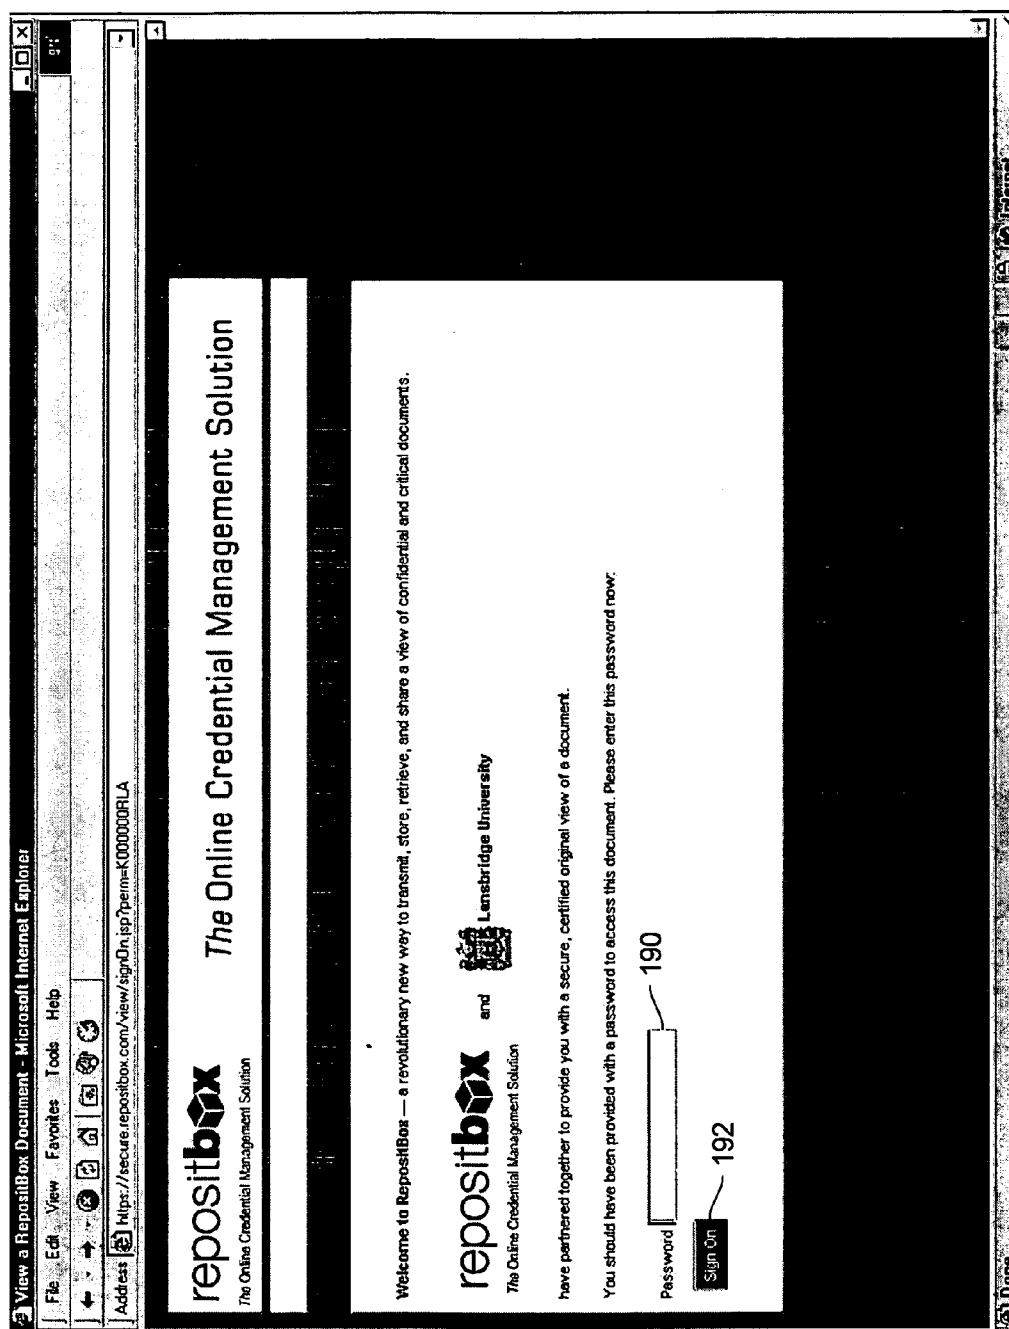 View a RepositBox Document - Microsoft Internet Explorer
File Edit View Favorites Tools Help
Address https://secure.repositbox.com/view/signOn.jsp?perm=K000000RLA
repositbox
The Online Credential Management Solution
The Online Credential Management Solution
Welcome to RepositBox — a revolutionary new way to transmit, store, retrieve, and share a view of confidential and critical documents.
repositbox and Lansbridge University
The Online Credential Management Solution
have partnered together to provide you with a secure, certified original view of a document.
You should have been provided with a password to access this document. Please enter this password now:
Password 190
Sign On 192
Done Internet